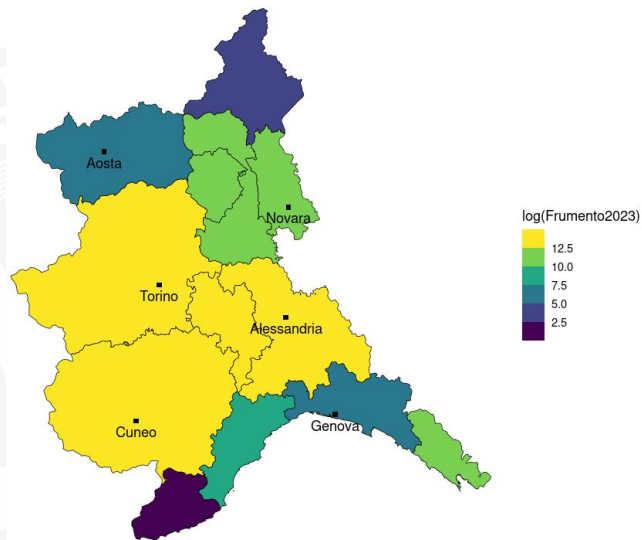 Aosta
Novara
Torino
Alessandria
Cuneo
Genova
log(Frumento2023)
12.5
10.0
7.5
5.0
2.5